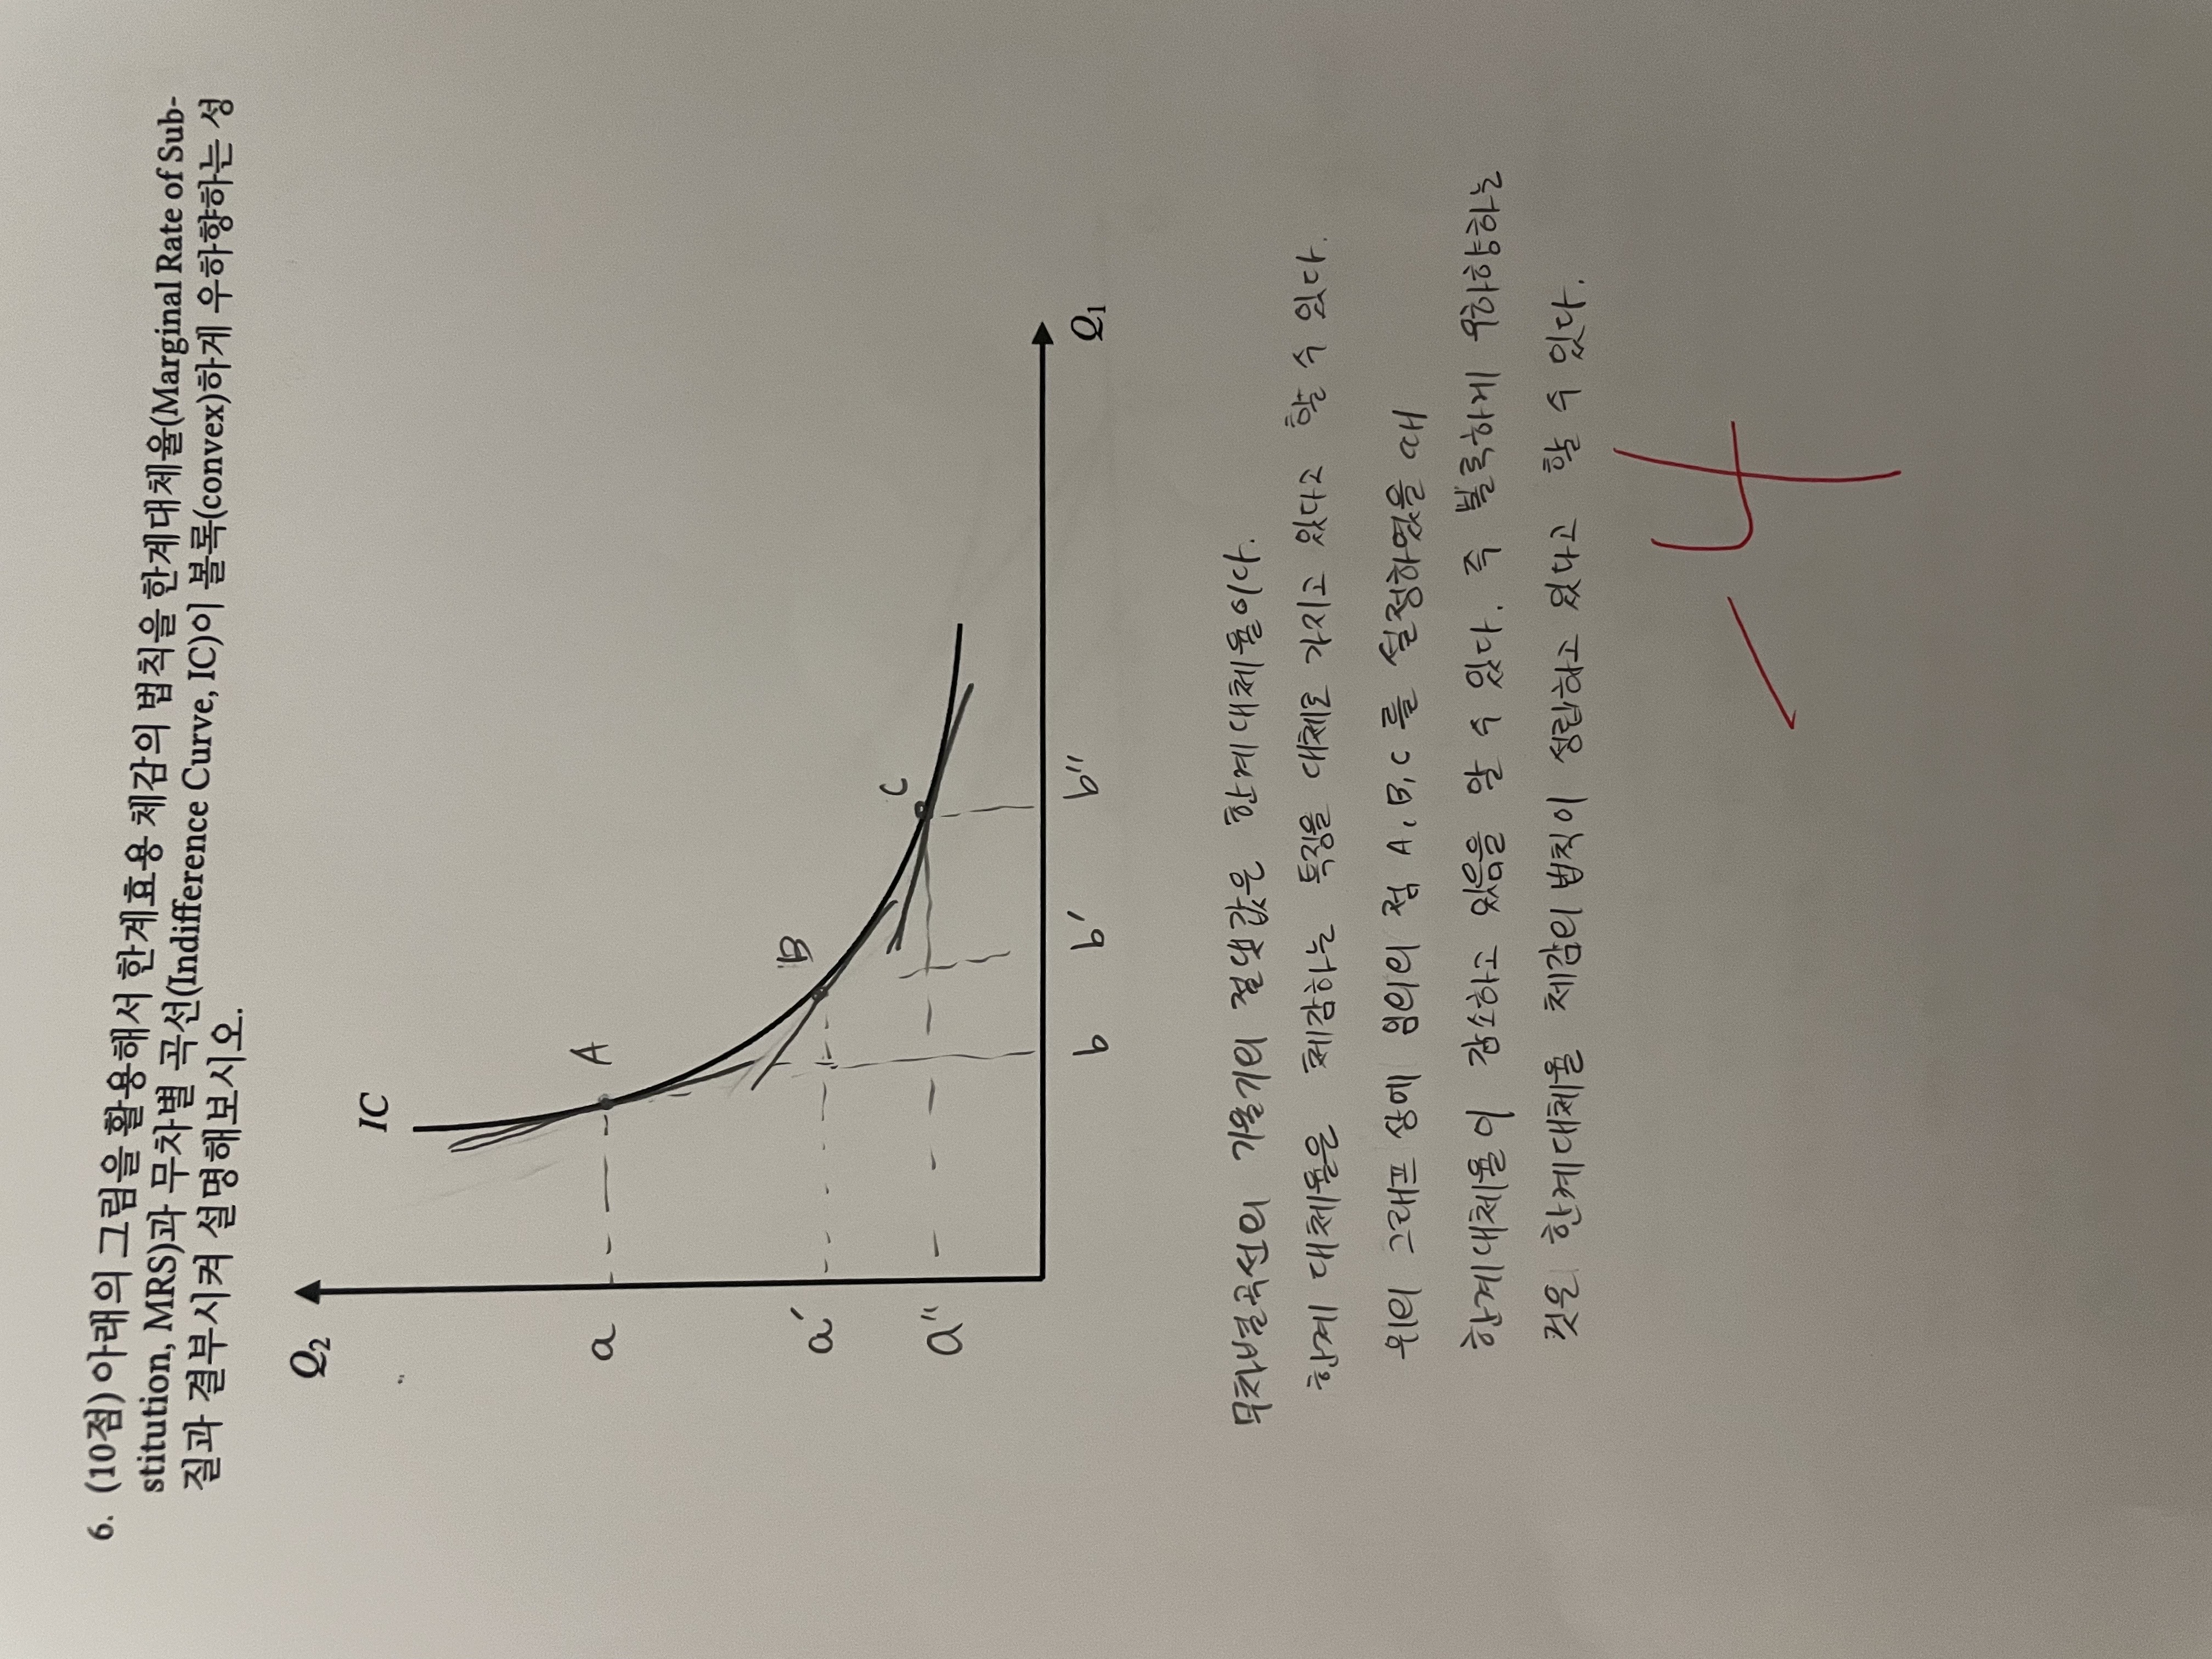 6. (10점) 아래의 그림을 활용해서 한계효용 체감의 법칙을 한계대체율(Marginal Rate of Sub-
stitution, MRS)과 무차별 곡선(Indifference Curve, IC)이 볼록(convex)하게 우하향하는 성
질과 결부시켜 설명해보시오.
Q₂
IC
a
A
a′
B
a″
C
b
b′
b″
Q₁
무차별곡선의 기울기의 절댓값은 한계대체율이다.
한계 대체율은 체감하는 특징을 대체로 가지고 있다고 할 수 있다.
위의 그래프 상에 임의의 점 A, B, C 를 설정하였을 때
한계대체율이 감소하고 있음을 알 수 있다. 즉 볼록하게 우하향하는
것은 한계대체율 체감의 법칙이 성립하고 있다고 할 수 있다.
-4